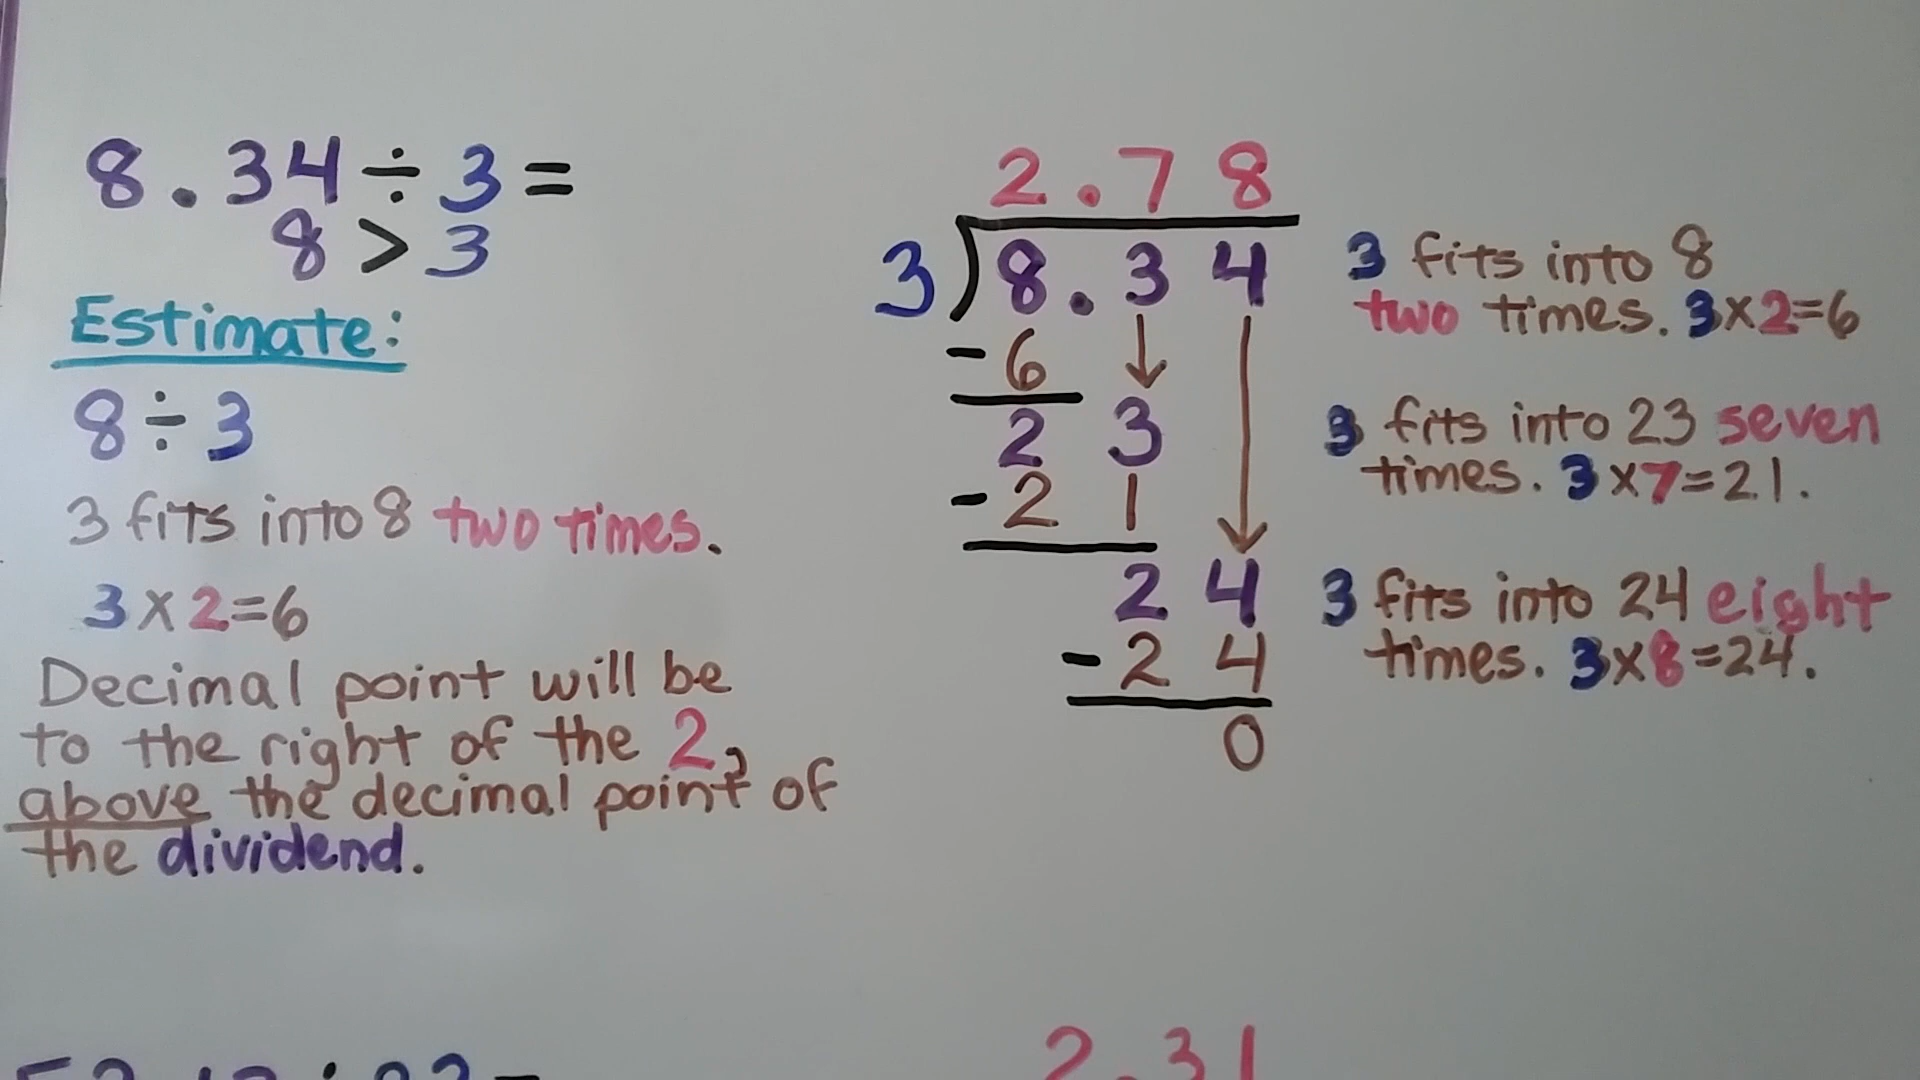 8.34÷3=
8>3
Estimate:
8÷3
3 fits into 8 two times.
3x2=6
Decimal point will be
to the right of the 2,
above the decimal point of
the dividend.
2.78
3)8.34
-6
23
-21
24
-24
0
3 fits into 8
two times. 3x2=6
3 fits into 23 seven
times. 3x7=21.
3 fits into 24 eight
times. 3x8=24.
2.31